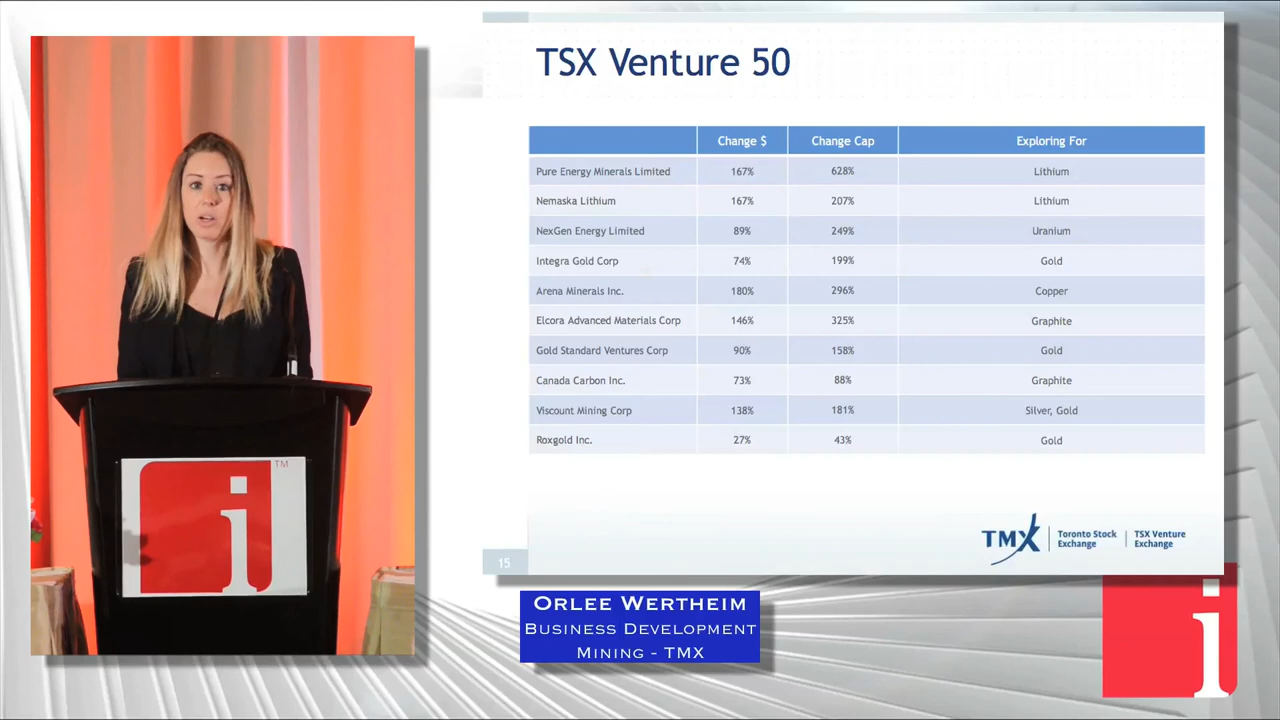 TSX Venture 50
Change $ Change Cap Exploring For
Pure Energy Minerals Limited 167% 628% Lithium
Nemaska Lithium 167% 207% Lithium
NexGen Energy Limited 89% 249% Uranium
Integra Gold Corp 74% 199% Gold
Arena Minerals Inc. 180% 296% Copper
Elcora Advanced Materials Corp 146% 325% Graphite
Gold Standard Ventures Corp 90% 158% Gold
Canada Carbon Inc. 73% 88% Graphite
Viscount Mining Corp 138% 181% Silver, Gold
Roxgold Inc. 27% 43% Gold
i TM
TMX Toronto Stock Exchange TSX Venture Exchange
15
Orlee Wertheim
Business Development
Mining - TMX
i